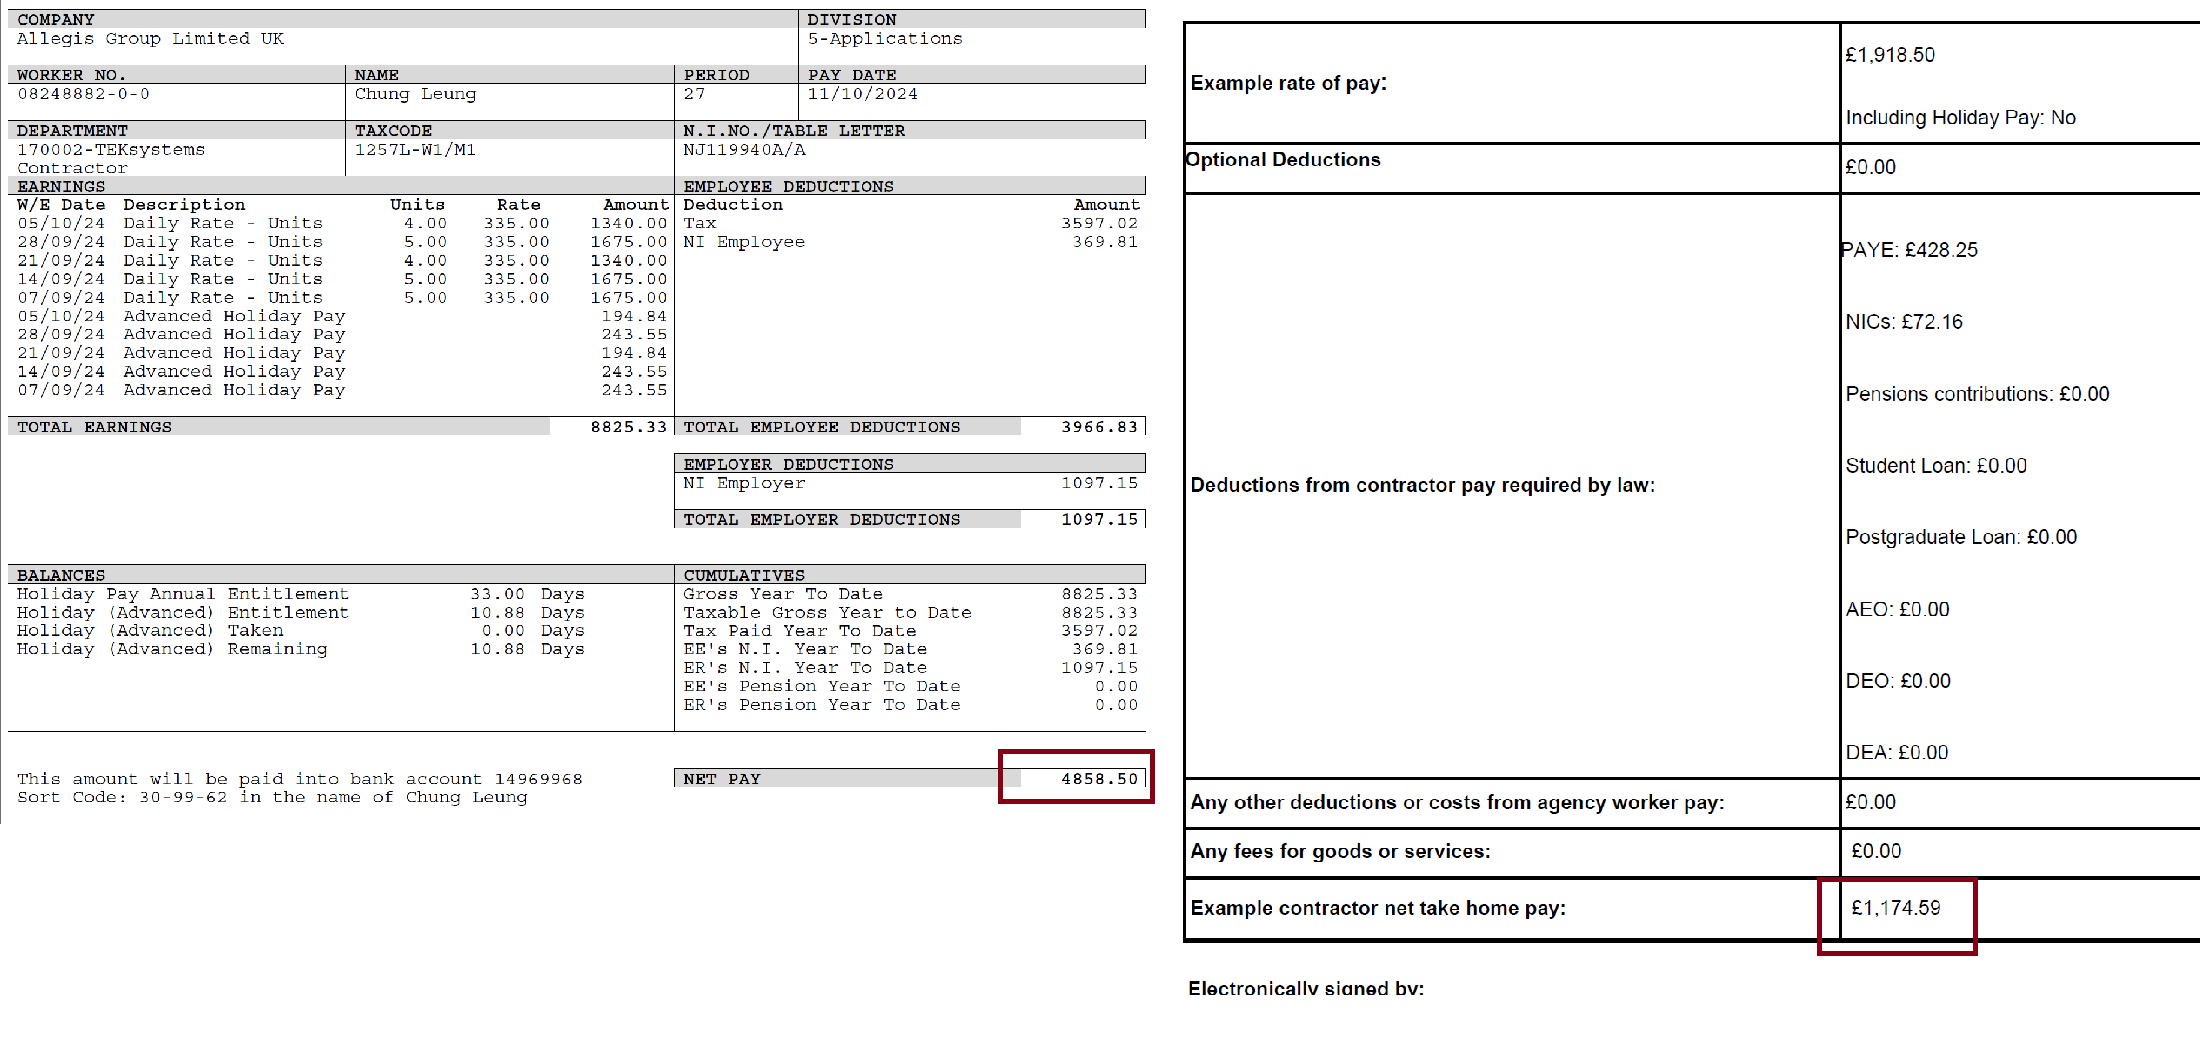 COMPANY DIVISION
Allegis Group Limited UK 5-Applications
WORKER NO. NAME PERIOD PAY DATE
08248882-0-0 Chung Leung 27 11/10/2024
DEPARTMENT TAXCODE N.I.NO./TABLE LETTER
170002-TEKsystems 1257L-W1/M1 NJ119940A/A
Contractor
EARNINGS EMPLOYEE DEDUCTIONS
W/E Date Description Units Rate Amount Deduction Amount
05/10/24 Daily Rate - Units 4.00 335.00 1340.00 Tax 3597.02
28/09/24 Daily Rate - Units 5.00 335.00 1675.00 NI Employee 369.81
21/09/24 Daily Rate - Units 4.00 335.00 1340.00
14/09/24 Daily Rate - Units 5.00 335.00 1675.00
07/09/24 Daily Rate - Units 5.00 335.00 1675.00
05/10/24 Advanced Holiday Pay 194.84
28/09/24 Advanced Holiday Pay 243.55
21/09/24 Advanced Holiday Pay 194.84
14/09/24 Advanced Holiday Pay 243.55
07/09/24 Advanced Holiday Pay 243.55
TOTAL EARNINGS 8825.33 TOTAL EMPLOYEE DEDUCTIONS 3966.83
EMPLOYER DEDUCTIONS
NI Employer 1097.15
TOTAL EMPLOYER DEDUCTIONS 1097.15
BALANCES CUMULATIVES
Holiday Pay Annual Entitlement 33.00 Days Gross Year To Date 8825.33
Holiday (Advanced) Entitlement 10.88 Days Taxable Gross Year to Date 8825.33
Holiday (Advanced) Taken 0.00 Days Tax Paid Year To Date 3597.02
Holiday (Advanced) Remaining 10.88 Days EE's N.I. Year To Date 369.81
ER's N.I. Year To Date 1097.15
EE's Pension Year To Date 0.00
ER's Pension Year To Date 0.00
This amount will be paid into bank account 14969968 NET PAY 4858.50
Sort Code: 30-99-62 in the name of Chung Leung
£1,918.50
Example rate of pay:
Including Holiday Pay: No
Optional Deductions £0.00
PAYE: £428.25
NICs: £72.16
Pensions contributions: £0.00
Student Loan: £0.00
Deductions from contractor pay required by law:
Postgraduate Loan: £0.00
AEO: £0.00
DEO: £0.00
DEA: £0.00
Any other deductions or costs from agency worker pay: £0.00
Any fees for goods or services: £0.00
Example contractor net take home pay: £1,174.59
Electronically signed by: